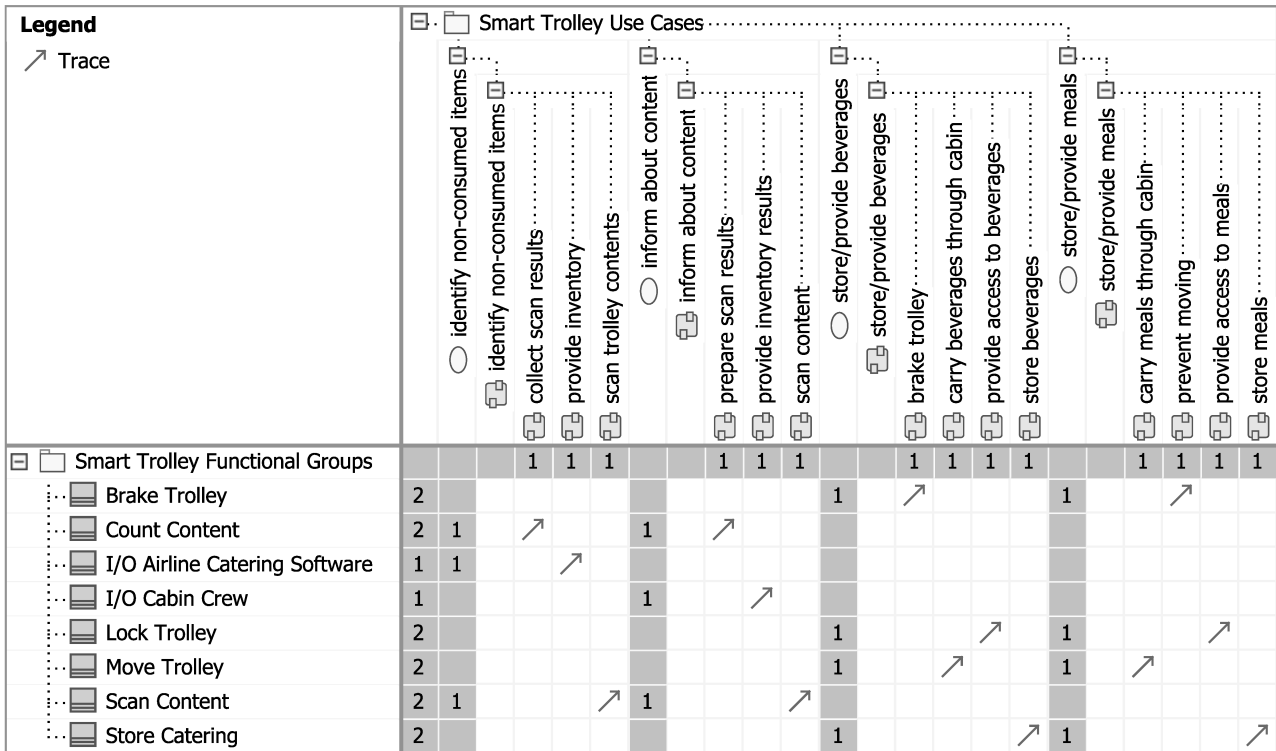 Legend
Trace
Smart Trolley Use Cases
identify non-consumed items
identify non-consumed items
collect scan results
provide inventory
scan trolley contents
inform about content
inform about content
prepare scan results
provide inventory results
scan content
store/provide beverages
store/provide beverages
brake trolley
carry beverages through cabin
provide access to beverages
store beverages
store/provide meals
store/provide meals
carry meals through cabin
prevent moving
provide access to meals
store meals
Smart Trolley Functional Groups 1 1 1 1 1 1 1 1 1 1 1 1 1 1
Brake Trolley 2 1 1
Count Content 2 1 1
I/O Airline Catering Software 1 1
I/O Cabin Crew 1 1
Lock Trolley 2 1 1
Move Trolley 2 1 1
Scan Content 2 1 1
Store Catering 2 1 1